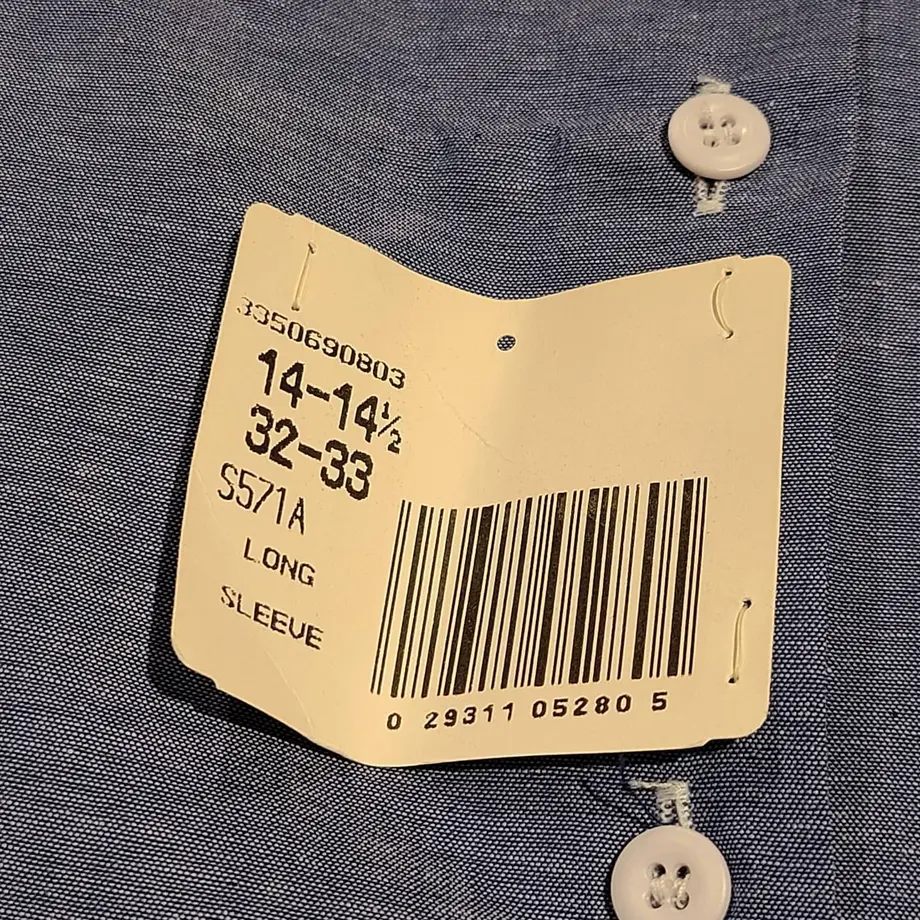 3350690803
14-14½
32-33
S571A
LONG
SLEEVE
0 29311 05280 5